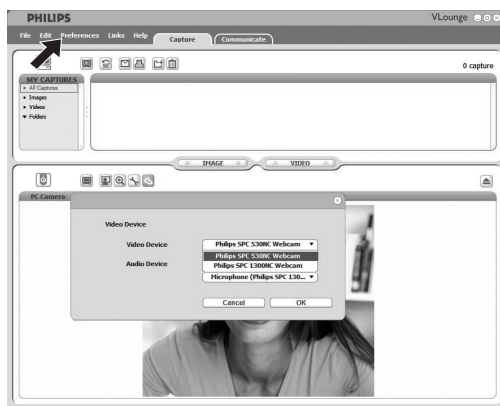 PHILIPS
VLounge
File Edit Preferences Links Help Capture Communicate
0 capture
MY CAPTURES
All Captures
Images
Videos
Folders
IMAGE VIDEO
PC Camera
Video Device
Video Device Philips SPC 530NC Webcam
Philips SPC 530NC Webcam
Audio Device Philips SPC 1300NC Webcam
Microphone (Philips SPC 130...
Cancel OK